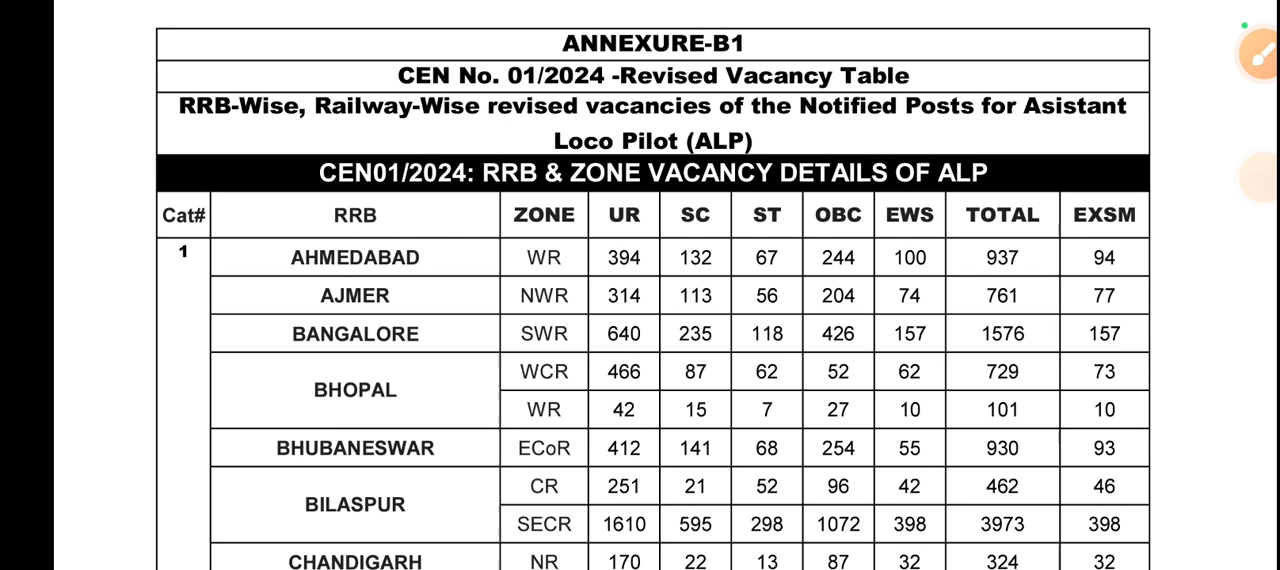 ANNEXURE-B1
CEN No. 01/2024 -Revised Vacancy Table
RRB-Wise, Railway-Wise revised vacancies of the Notified Posts for Asistant
Loco Pilot (ALP)
CEN01/2024: RRB & ZONE VACANCY DETAILS OF ALP
Cat# RRB ZONE UR SC ST OBC EWS TOTAL EXSM
1 AHMEDABAD WR 394 132 67 244 100 937 94
AJMER NWR 314 113 56 204 74 761 77
BANGALORE SWR 640 235 118 426 157 1576 157
BHOPAL WCR 466 87 62 52 62 729 73
WR 42 15 7 27 10 101 10
BHUBANESWAR ECoR 412 141 68 254 55 930 93
BILASPUR CR 251 21 52 96 42 462 46
SECR 1610 595 298 1072 398 3973 398
CHANDIGARH NR 170 22 13 87 32 324 32